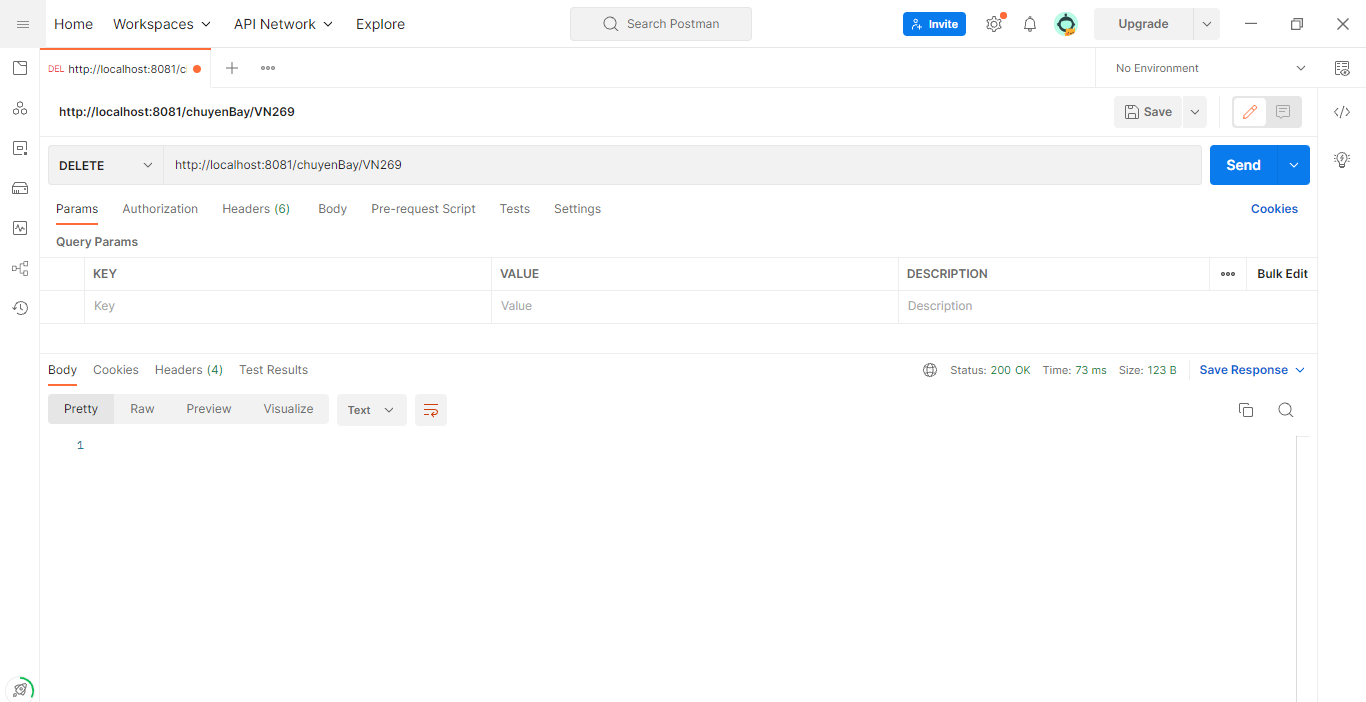 Home Workspaces API Network Explore Search Postman Invite Upgrade
DEL http://localhost:8081/c No Environment
http://localhost:8081/chuyenBay/VN269 Save
DELETE http://localhost:8081/chuyenBay/VN269 Send
Params Authorization Headers (6) Body Pre-request Script Tests Settings Cookies
Query Params
KEY VALUE DESCRIPTION Bulk Edit
Key Value Description
Body Cookies Headers (4) Test Results Status: 200 OK Time: 73 ms Size: 123 B Save Response
Pretty Raw Preview Visualize Text
1